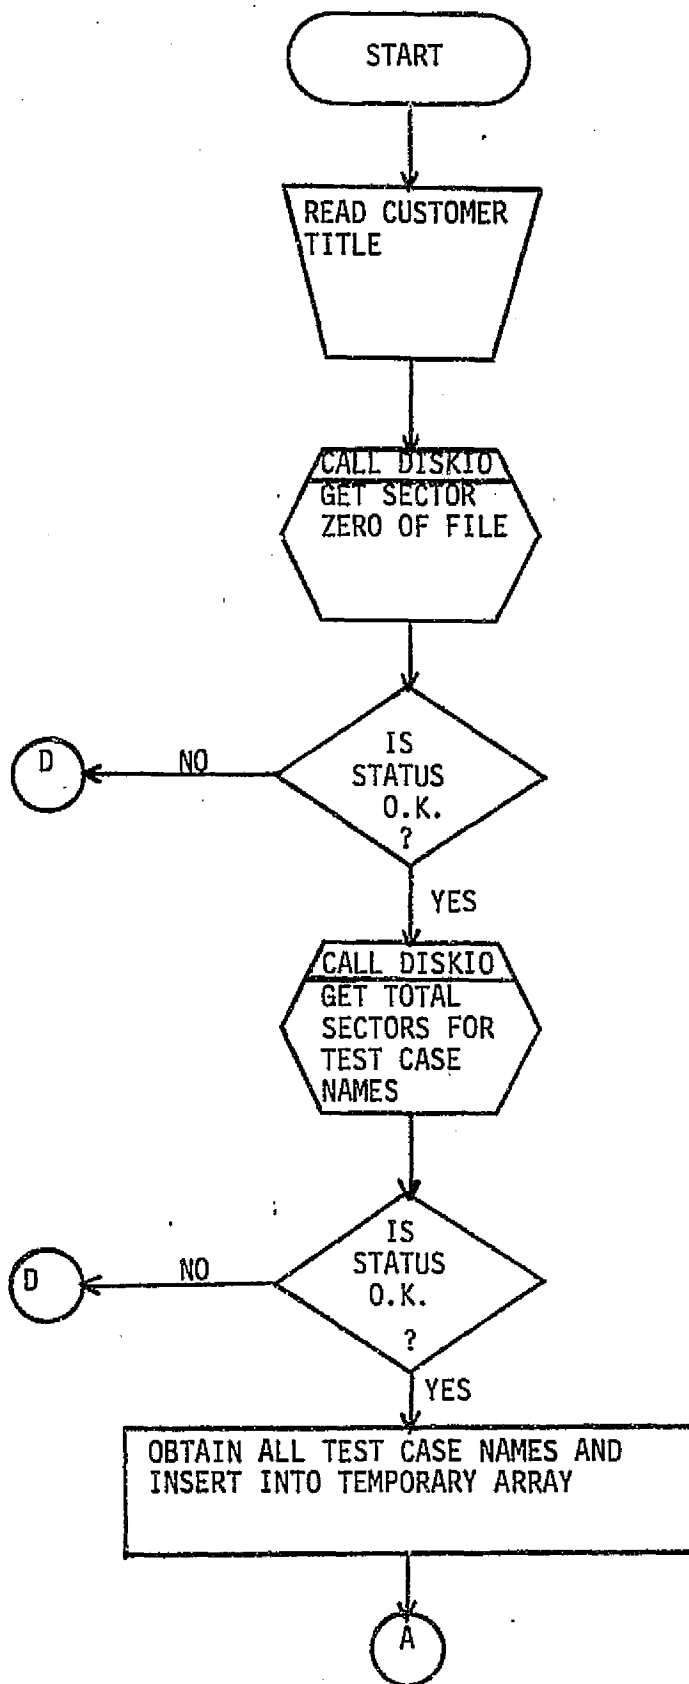 START
READ CUSTOMER
TITLE
CALL DISKIO
GET SECTOR
ZERO OF FILE
IS
STATUS
O.K.
?
D
NO
YES
CALL DISKIO
GET TOTAL
SECTORS FOR
TEST CASE
NAMES
IS
STATUS
O.K.
?
D
NO
YES
OBTAIN ALL TEST CASE NAMES AND
INSERT INTO TEMPORARY ARRAY
A